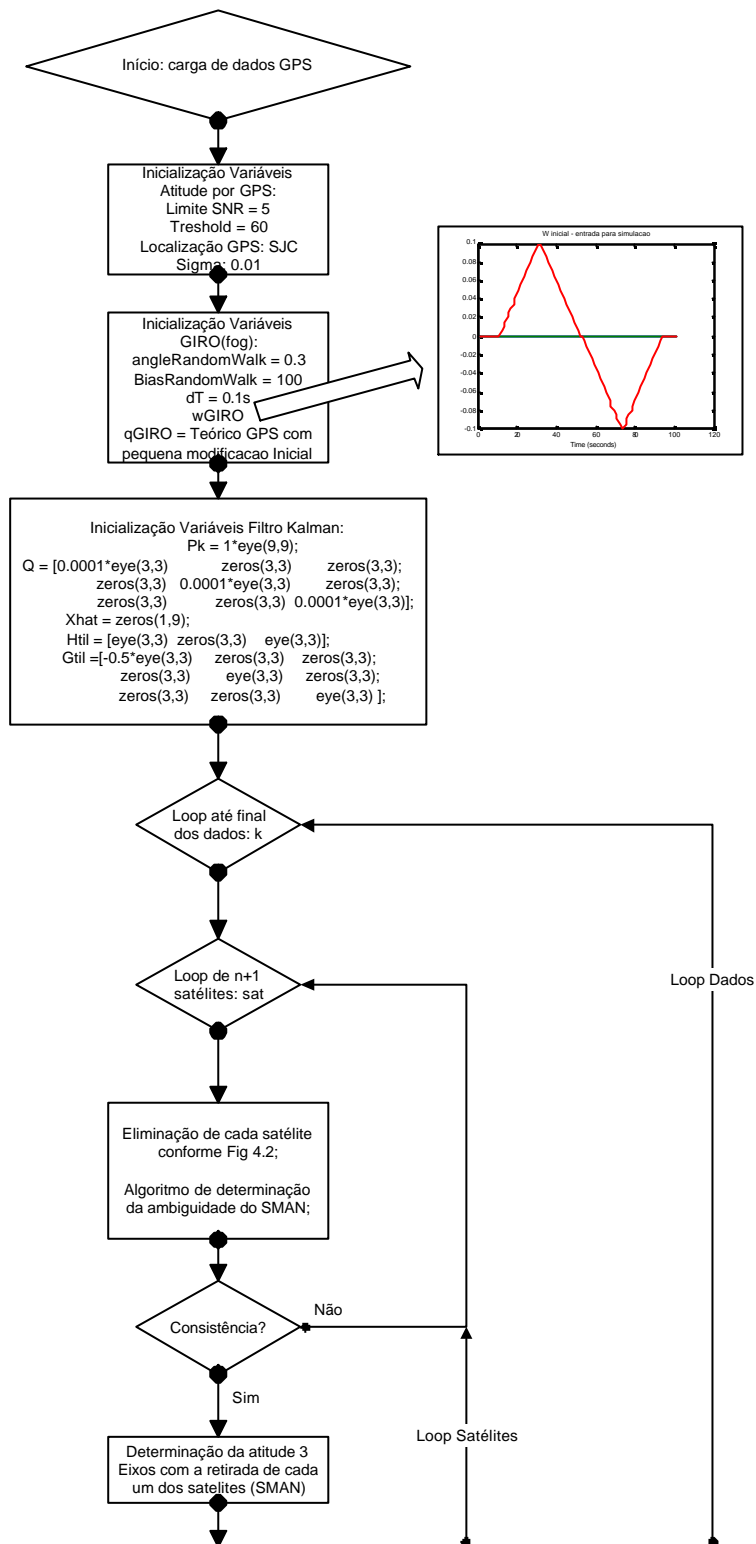 Início: carga de dados GPS
Inicialização Variáveis
Atitude por GPS:
Limite SNR = 5
Treshold = 60
Localização GPS: SJC
Sigma: 0.01
Inicialização Variáveis
GIRO(fog):
angleRandomWalk = 0.3
BiasRandomWalk = 100
dT = 0.1s
wGIRO
qGIRO = Teórico GPS com
pequena modificacao Inicial
W inicial - entrada para simulacao
0.1
0.08
0.06
0.04
0.02
0
-0.02
-0.04
-0.06
-0.08
-0.1
0 20 40 60 80 100 120
Time (seconds)
Inicialização Variáveis Filtro Kalman:
Pk = 1*eye(9,9);
Q = [0.0001*eye(3,3) zeros(3,3) zeros(3,3);
zeros(3,3) 0.0001*eye(3,3) zeros(3,3);
zeros(3,3) zeros(3,3) 0.0001*eye(3,3)];
Xhat = zeros(1,9);
Htil = [eye(3,3) zeros(3,3) eye(3,3)];
Gtil =[-0.5*eye(3,3) zeros(3,3) zeros(3,3);
zeros(3,3) eye(3,3) zeros(3,3);
zeros(3,3) zeros(3,3) eye(3,3) ];
Loop até final
dos dados: k
Loop de n+1
satélites: sat
Loop Dados
Eliminação de cada satélite
conforme Fig 4.2;
Algoritmo de determinação
da ambiguidade do SMAN;
Consistência?
Não
Sim
Loop Satélites
Determinação da atitude 3
Eixos com a retirada de cada
um dos satelites (SMAN)